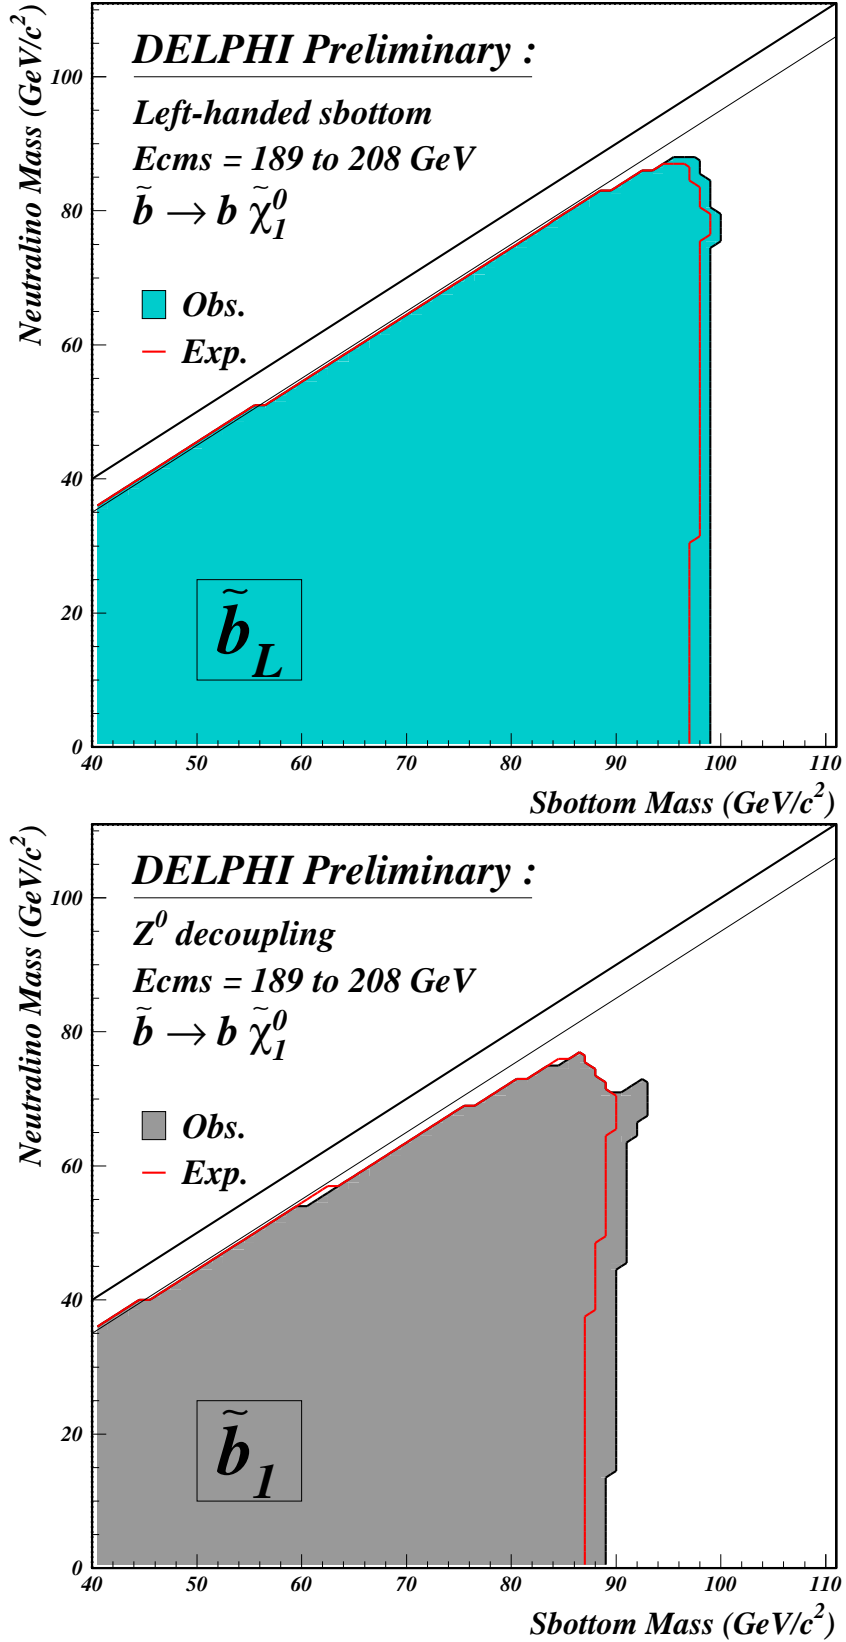 DELPHI Preliminary :
Left-handed sbottom
Ecms = 189 to 208 GeV
b̃ → b χ̃₁⁰
Obs.
Exp.
b̃_L
Neutralino Mass (GeV/c²)
100
80
60
40
20
0
40 50 60 70 80 90 100 110
Sbottom Mass (GeV/c²)
DELPHI Preliminary :
Z⁰ decoupling
Ecms = 189 to 208 GeV
b̃ → b χ̃₁⁰
Obs.
Exp.
b̃₁
Neutralino Mass (GeV/c²)
100
80
60
40
20
0
40 50 60 70 80 90 100 110
Sbottom Mass (GeV/c²)